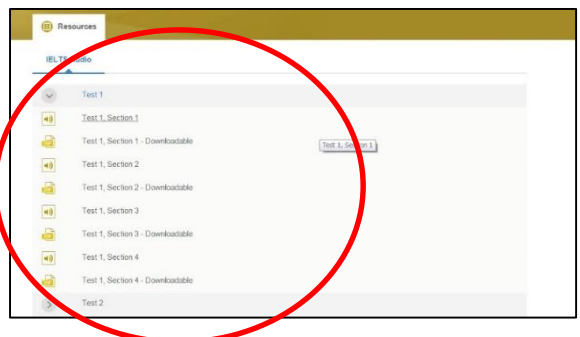 Resources
IELTS Audio
Test 1
Test 1, Section 1
Test 1, Section 1 - Downloadable
Test 1, Section 1
Test 1, Section 2
Test 1, Section 2 - Downloadable
Test 1, Section 3
Test 1, Section 3 - Downloadable
Test 1, Section 4
Test 1, Section 4 - Downloadable
Test 2